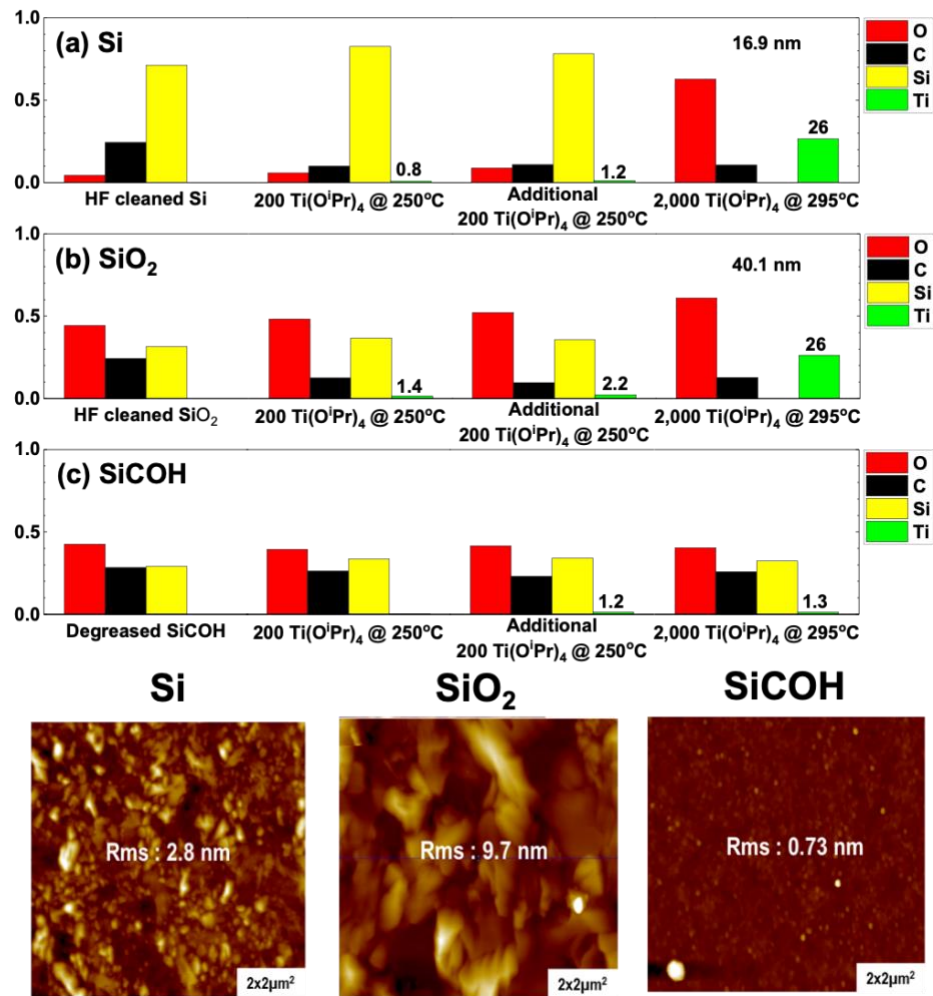 1.0
(a) Si
16.9 nm
O
C
Si
Ti
0.5
26
0.8
1.2
0.0
HF cleaned Si
200 Ti(OⁱPr)₄ @ 250°C
Additional
200 Ti(OⁱPr)₄ @ 250°C
2,000 Ti(OⁱPr)₄ @ 295°C
1.0
(b) SiO₂
40.1 nm
O
C
Si
Ti
0.5
26
1.4
2.2
0.0
HF cleaned SiO₂
200 Ti(OⁱPr)₄ @ 250°C
Additional
200 Ti(OⁱPr)₄ @ 250°C
2,000 Ti(OⁱPr)₄ @ 295°C
1.0
(c) SiCOH
O
C
Si
Ti
0.5
1.2
1.3
0.0
Degreased SiCOH
200 Ti(OⁱPr)₄ @ 250°C
Additional
200 Ti(OⁱPr)₄ @ 250°C
2,000 Ti(OⁱPr)₄ @ 295°C
Si
SiO₂
SiCOH
Rms : 2.8 nm
Rms : 9.7 nm
Rms : 0.73 nm
2x2µm²
2x2µm²
2x2µm²